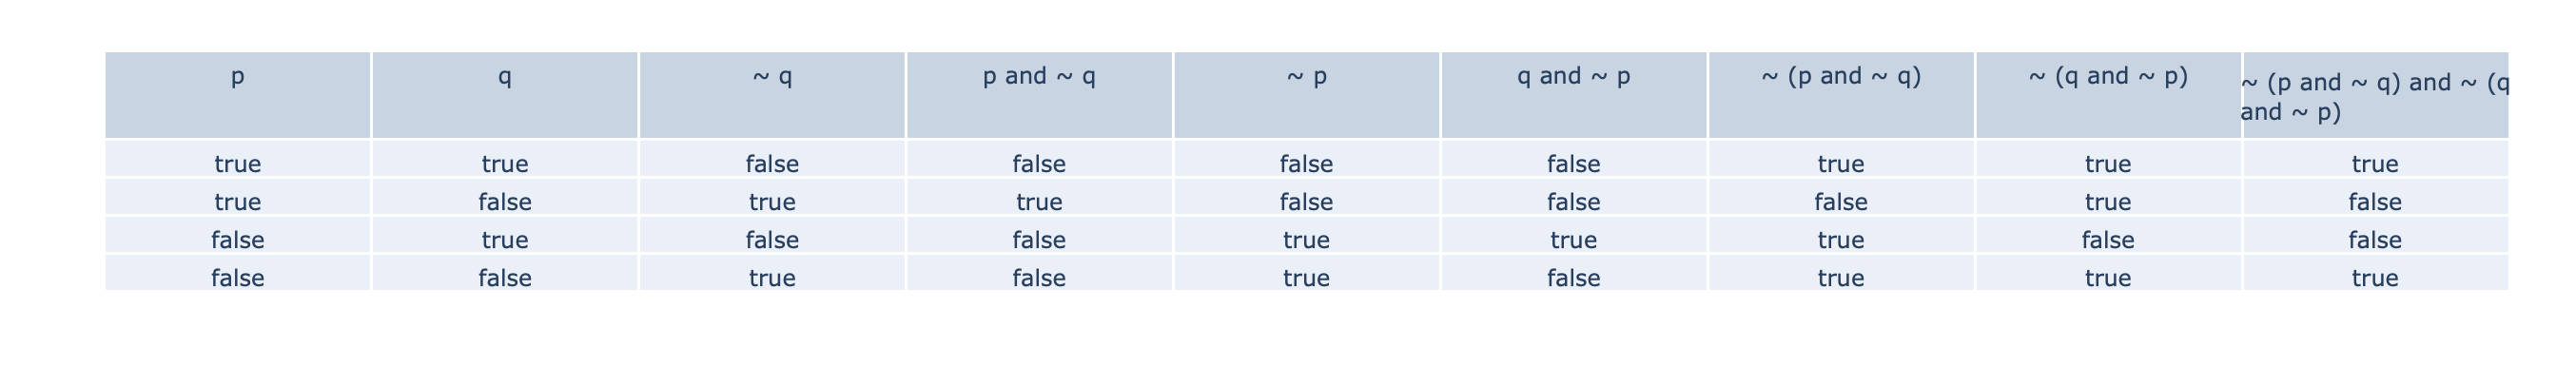 p q ~ q p and ~ q ~ p q and ~ p ~ (p and ~ q) ~ (q and ~ p) ~ (p and ~ q) and ~ (q
and ~ p)
true true false false false false true true true
true false true true false false false true false
false true false false true true true false false
false false true false true false true true true